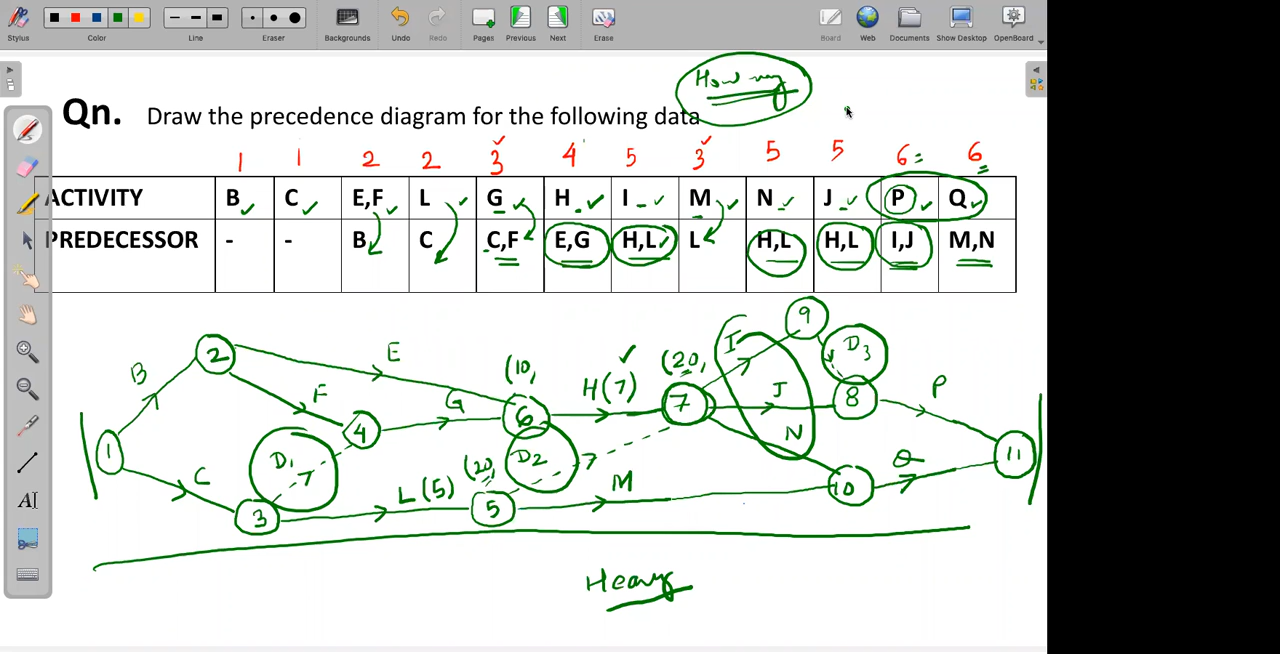 Stylus Color Line Eraser Backgrounds Undo Redo Pages Previous Next Erase Board Web Documents Show Desktop OpenBoard
Qn. Draw the precedence diagram for the following data
1 1 2 2 3 4 5 3 5 5 6 6
ACTIVITY B C E,F L G H I M N J P Q
PREDECESSOR - - B C C,F E,G H,L L H,L H,L I,J M,N
I 9
2 E (10, H(7) (20, D3
B F G J P
6 7 8
1 4 N 11
D1 (20, D2 Q
C L(5) M 10
3 5
Heavy